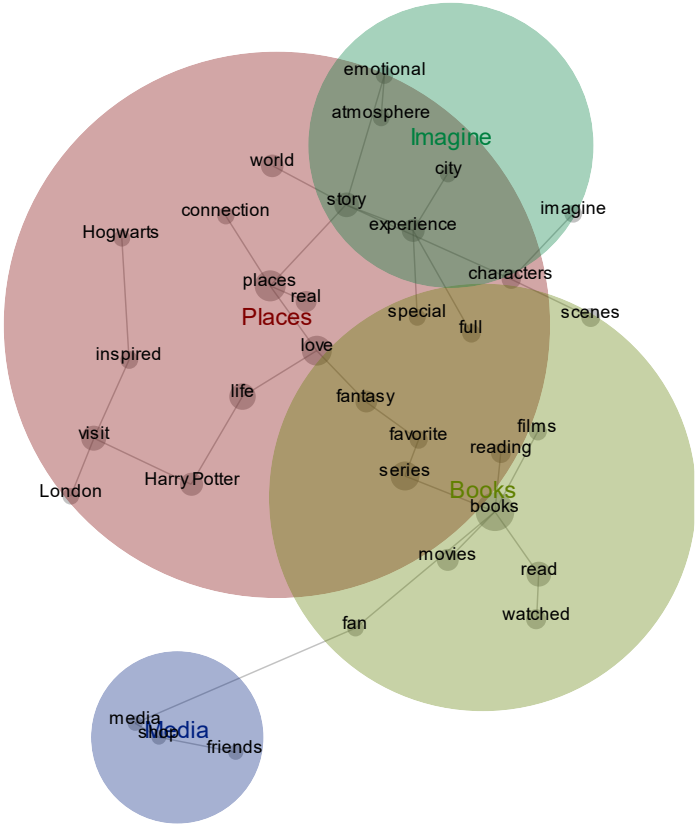 emotional
atmosphere
Imagine
world
city
story
connection
imagine
experience
Hogwarts
characters
places
real
special
scenes
Places
full
love
inspired
life
fantasy
films
visit
favorite
reading
series
Harry Potter
London
Books
books
movies
read
watched
fan
media
shop
Media
friends